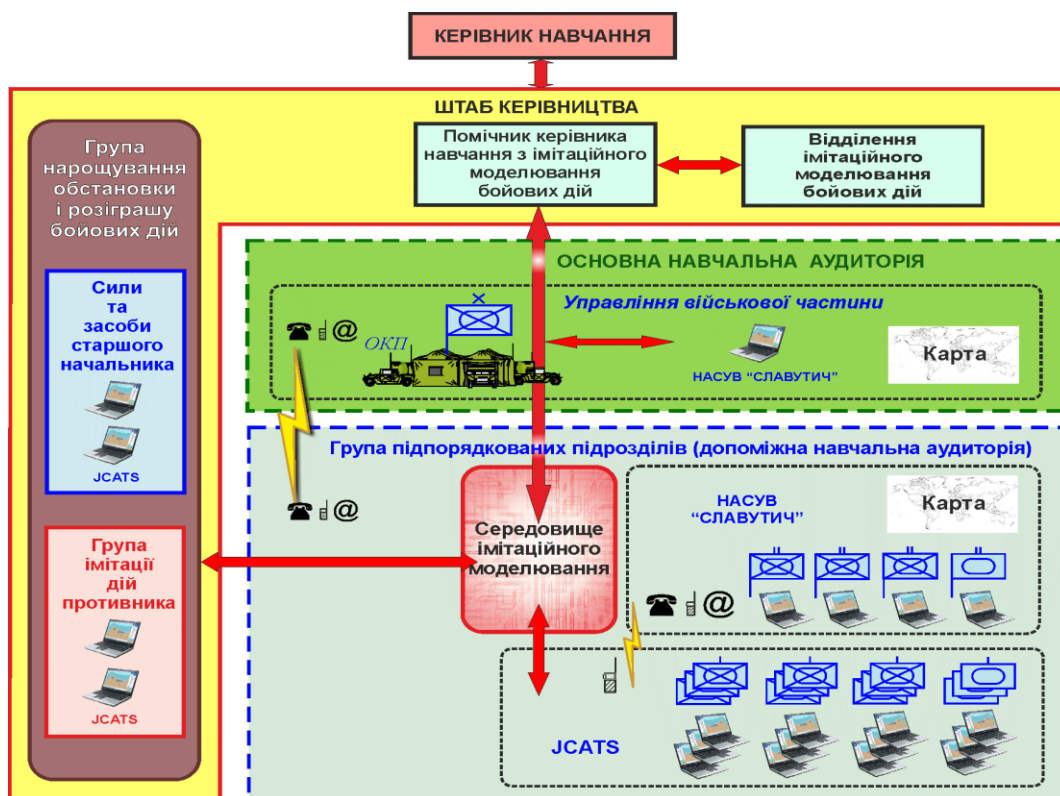 КЕРІВНИК НАВЧАННЯ
ШТАБ КЕРІВНИЦТВА
Група
нарощування
обстановки
і розіграшу
бойових дій
Помічник керівника
навчання з імітаційного
моделювання
бойових дій
Відділення
імітаційного
моделювання
бойових дій
Сили
та
засоби
старшого
начальника
JCATS
Група
імітації
дій
противника
JCATS
ОСНОВНА НАВЧАЛЬНА АУДИТОРІЯ
Управління військової частини
@
ОКП
НАСУВ “СЛАВУТИЧ”
Карта
Група підпорядкованих підрозділів (допоміжна навчальна аудиторія)
@
Середовище
імітаційного
моделювання
НАСУВ
“СЛАВУТИЧ”
Карта
@
JCATS